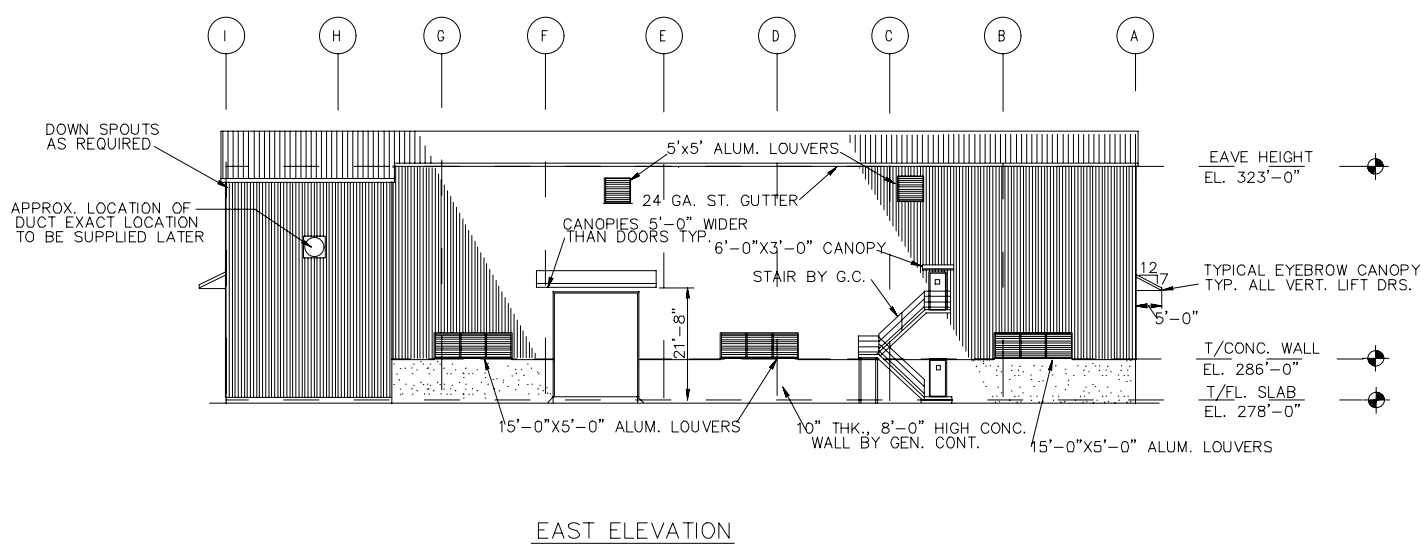 I H G F E D C B A
DOWN SPOUTS
AS REQUIRED
5'x5' ALUM. LOUVERS
EAVE HEIGHT
EL. 323'-0"
24 GA. ST. GUTTER
APPROX. LOCATION OF
DUCT EXACT LOCATION
TO BE SUPPLIED LATER
CANOPIES 5'-0" WIDER
THAN DOORS TYP.
6'-0"X3'-0" CANOPY
STAIR BY G.C.
12
7
TYPICAL EYEBROW CANOPY
TYP. ALL VERT. LIFT DRS.
5'-0"
21'-8"
T/CONC. WALL
EL. 286'-0"
T/FL. SLAB
EL. 278'-0"
15'-0"X5'-0" ALUM. LOUVERS
10" THK., 8'-0" HIGH CONC.
WALL BY GEN. CONT.
15'-0"X5'-0" ALUM. LOUVERS
EAST ELEVATION